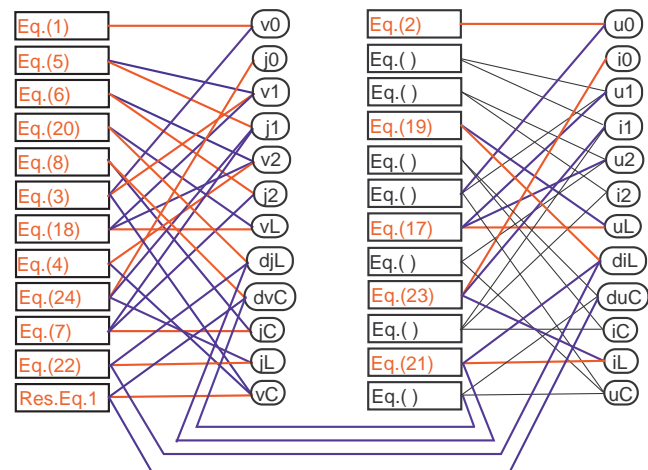 Eq.(1) v0 Eq.(2) u0
Eq.(5) j0 Eq.( ) i0
Eq.(6) v1 Eq.( ) u1
Eq.(20) j1 Eq.(19) i1
Eq.(8) v2 Eq.( ) u2
Eq.(3) j2 Eq.( ) i2
Eq.(18) vL Eq.(17) uL
Eq.(4) djL Eq.( ) diL
Eq.(24) dvC Eq.(23) duC
Eq.(7) jC Eq.( ) iC
Eq.(22) jL Eq.(21) iL
Res.Eq.1 vC Eq.( ) uC